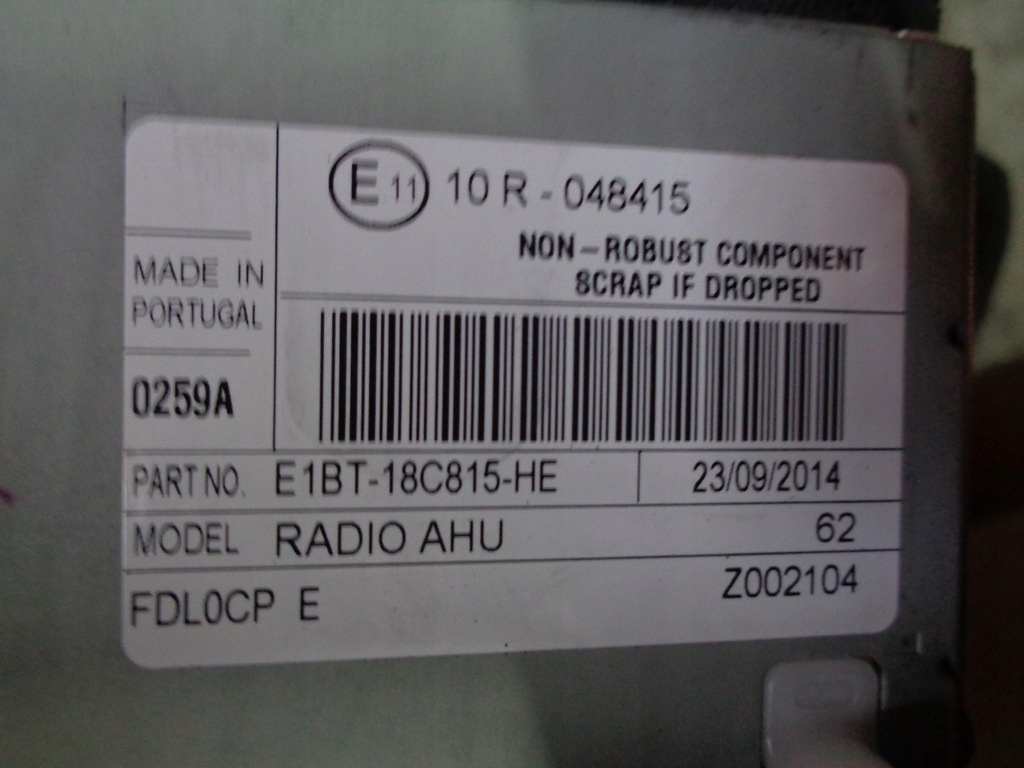 E 11 10 R - 048415
NON - ROBUST COMPONENT
SCRAP IF DROPPED
MADE IN
PORTUGAL
0259A
PART NO. E1BT-18C815-HE 23/09/2014
MODEL RADIO AHU 62
FDL0CP E Z002104